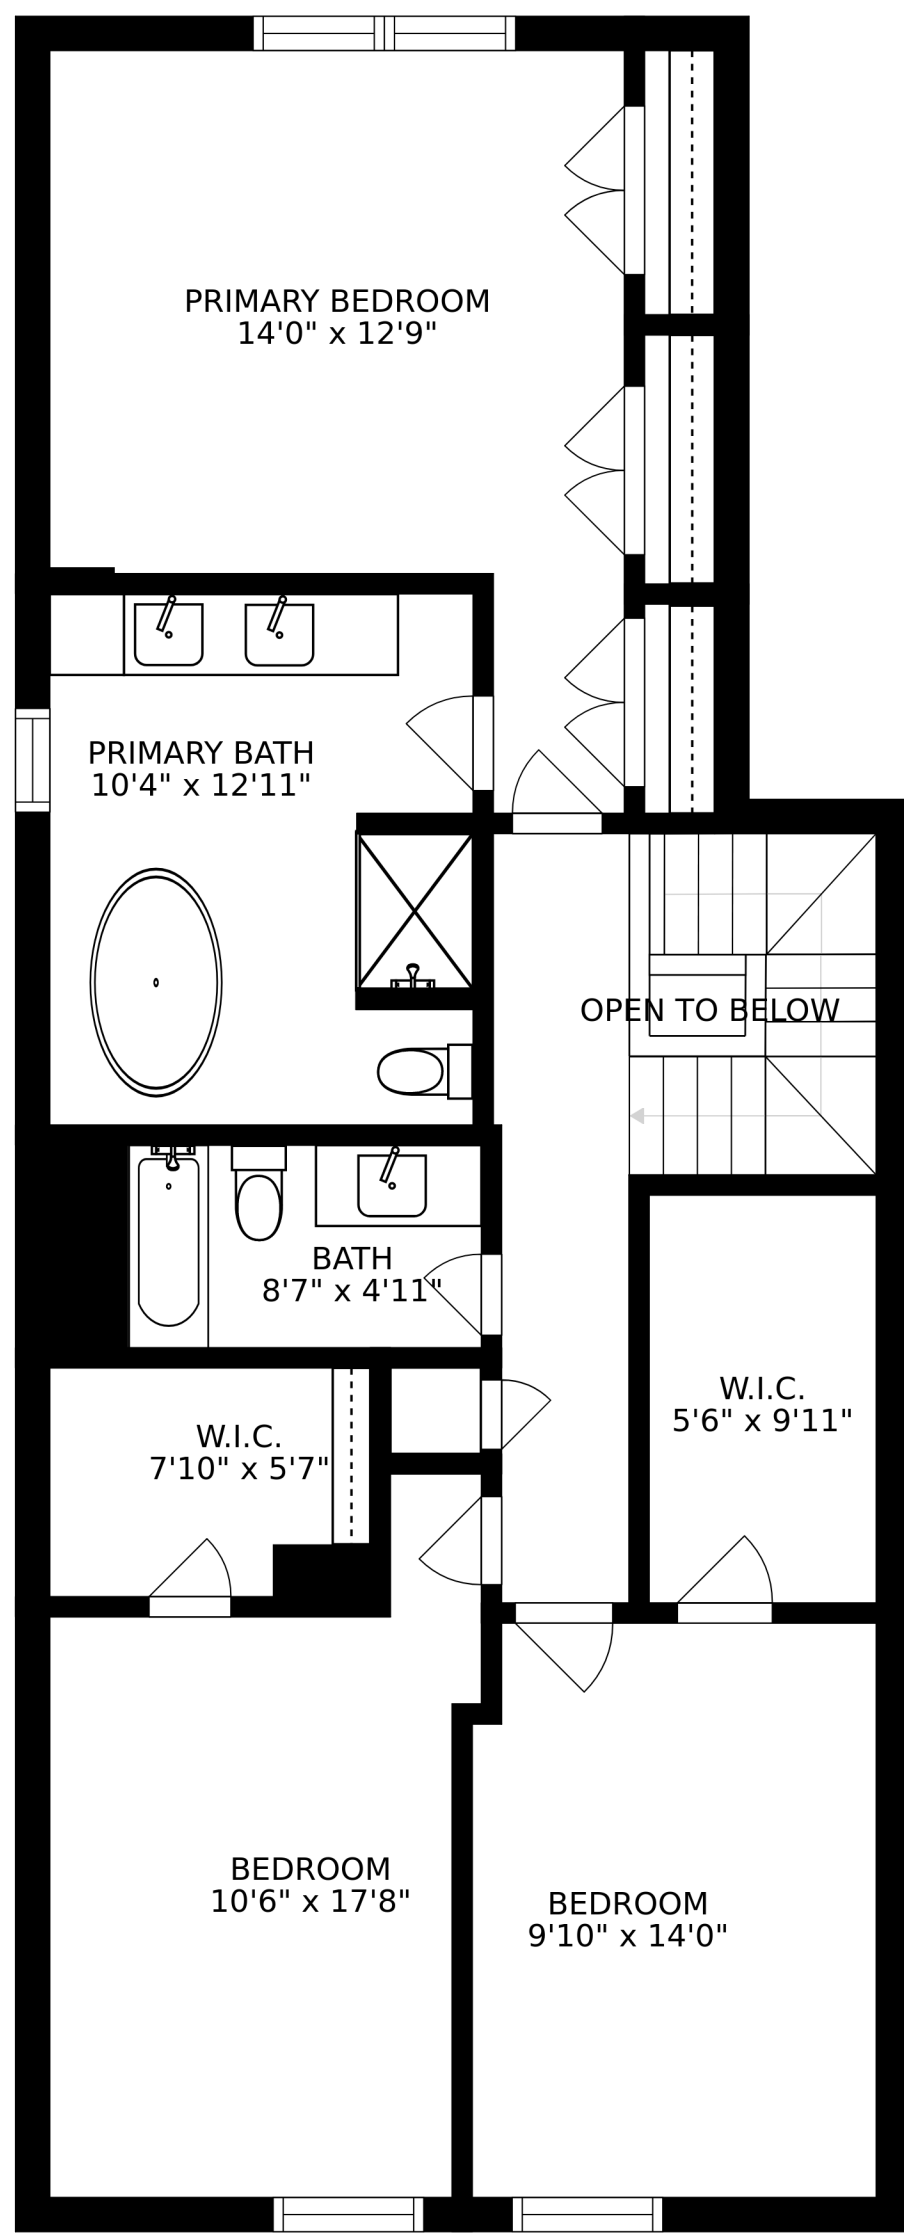 PRIMARY BEDROOM
14'0" x 12'9"
PRIMARY BATH
10'4" x 12'11"
OPEN TO BELOW
BATH
8'7" x 4'11"
W.I.C.
5'6" x 9'11"
W.I.C.
7'10" x 5'7"
BEDROOM
10'6" x 17'8"
BEDROOM
9'10" x 14'0"